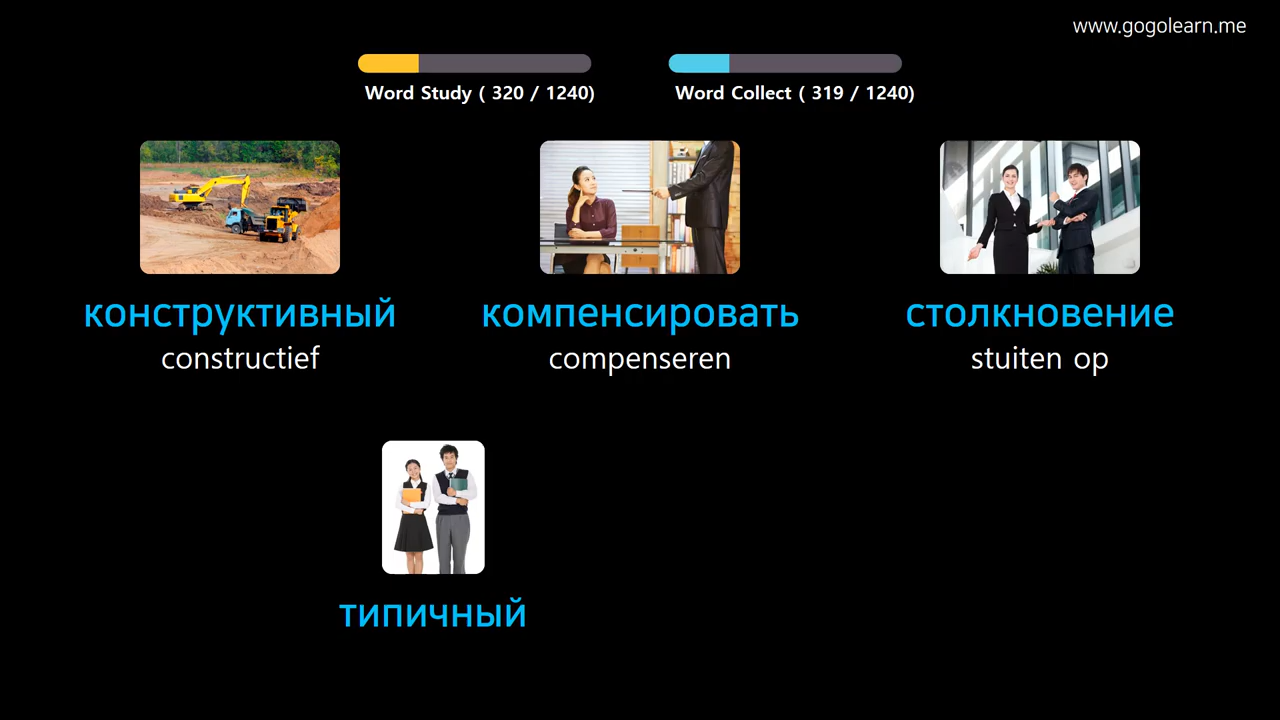 www.gogolearn.me
Word Study ( 320 / 1240)
Word Collect ( 319 / 1240)
конструктивный
constructief
компенсировать
compenseren
столкновение
stuiten op
типичный